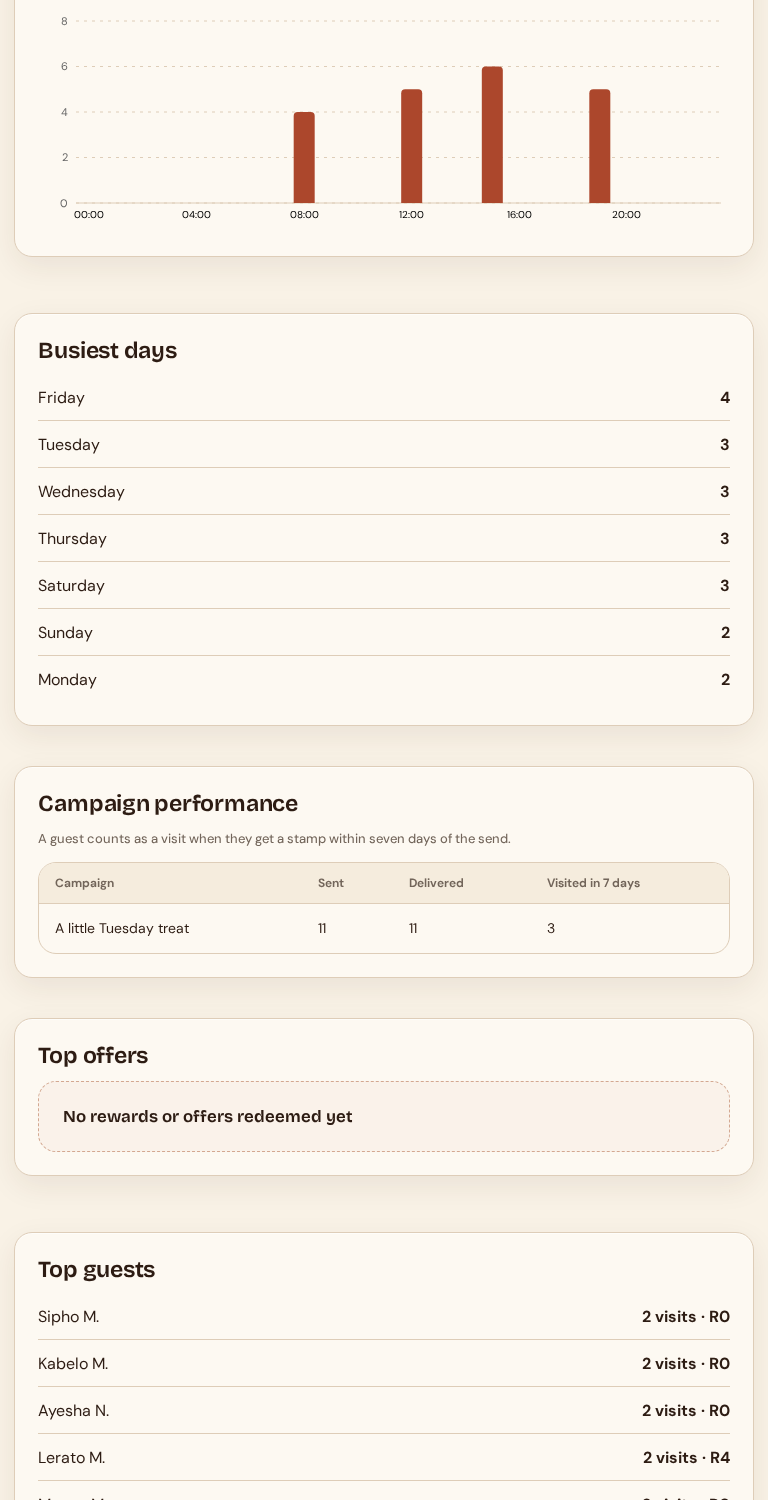 8
6
4
2
0
00:00 04:00 08:00 12:00 16:00 20:00
Busiest days
Friday 4
Tuesday 3
Wednesday 3
Thursday 3
Saturday 3
Sunday 2
Monday 2
Campaign performance
A guest counts as a visit when they get a stamp within seven days of the send.
Campaign Sent Delivered Visited in 7 days
A little Tuesday treat 11 11 3
Top offers
No rewards or offers redeemed yet
Top guests
Sipho M. 2 visits · R0
Kabelo M. 2 visits · R0
Ayesha N. 2 visits · R0
Lerato M. 2 visits · R4